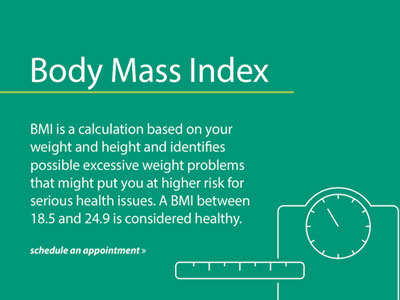 Body Mass Index
BMI is a calculation based on your
weight and height and identifies
possible excessive weight problems
that might put you at higher risk for
serious health issues. A BMI between
18.5 and 24.9 is considered healthy.
schedule an appointment »